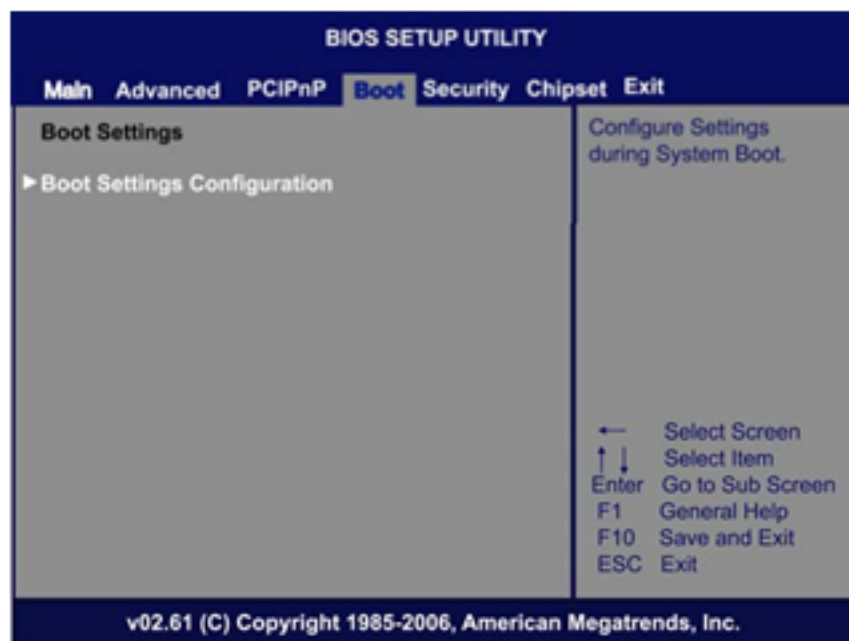 BIOS SETUP UTILITY
Main Advanced PCIPnP Boot Security Chipset Exit
Boot Settings
▶Boot Settings Configuration
Configure Settings
during System Boot.
← Select Screen
↑↓ Select Item
Enter Go to Sub Screen
F1 General Help
F10 Save and Exit
ESC Exit
v02.61 (C) Copyright 1985-2006, American Megatrends, Inc.